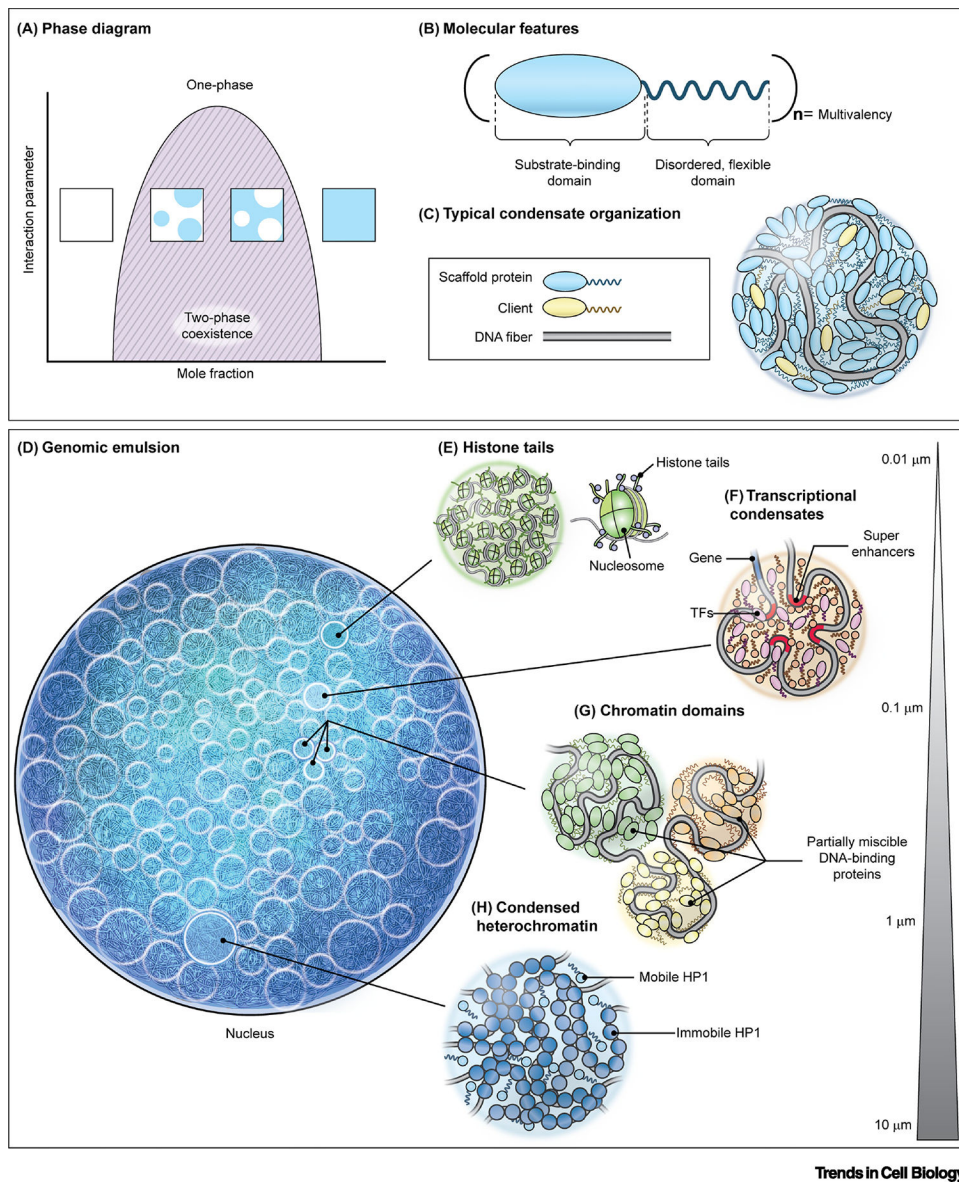 (A) Phase diagram
One-phase
Interaction parameter
Two-phase
coexistence
Mole fraction
(B) Molecular features
n= Multivalency
Substrate-binding
domain
Disordered, flexible
domain
(C) Typical condensate organization
Scaffold protein
Client
DNA fiber
(D) Genomic emulsion
Nucleus
(E) Histone tails
Histone tails
Nucleosome
(F) Transcriptional
condensates
Gene
Super
enhancers
TFs
(G) Chromatin domains
Partially miscible
DNA-binding
proteins
(H) Condensed
heterochromatin
Mobile HP1
Immobile HP1
0.01 μm
0.1 μm
1 μm
10 μm
Trends in Cell Biology